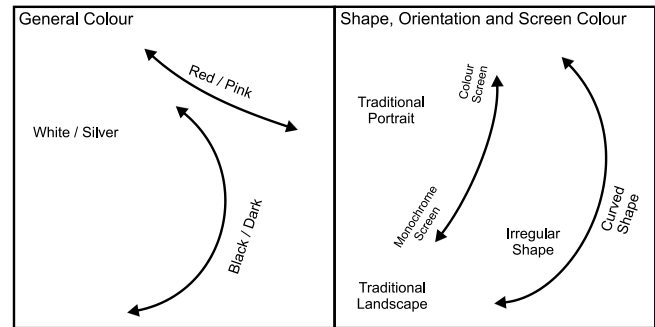 General Colour
Red / Pink
White / Silver
Black / Dark
Shape, Orientation and Screen Colour
Colour
Screen
Traditional
Portrait
Monochrome
Screen
Irregular
Shape
Curved
Shape
Traditional
Landscape